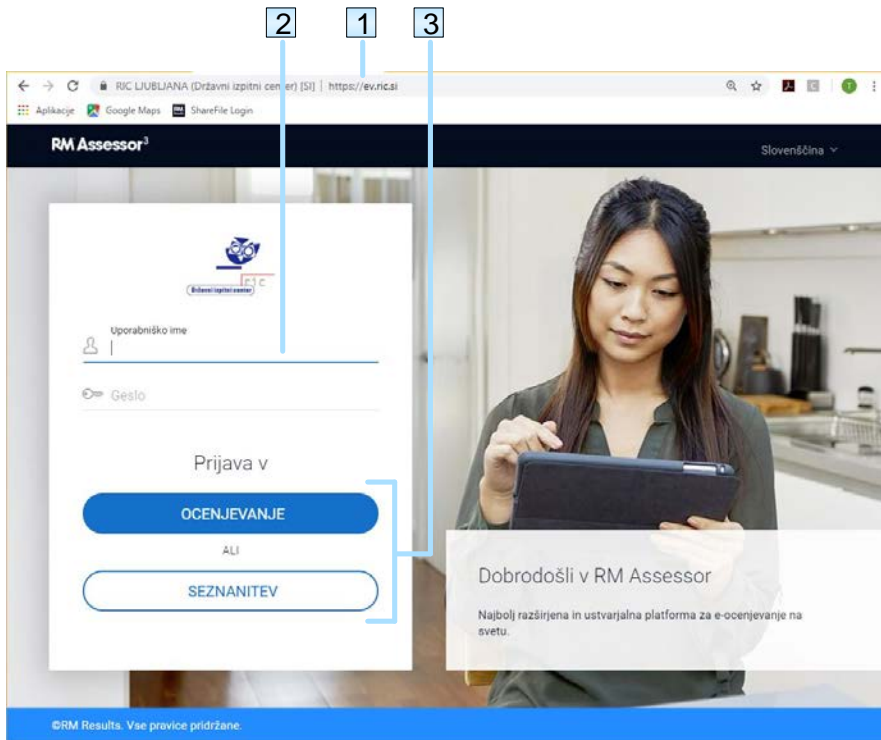 2 1 3
RIC LJUBLJANA (Državni izpitni center) [SI] | https://ev.ric.si
Aplikacije Google Maps ShareFile Login
RM Assessor³
Slovenščina
ric
Državni izpitni center
Uporabniško ime
Geslo
Prijava v
OCENJEVANJE
ALI
SEZNANITEV
Dobrodošli v RM Assessor
Najbolj razširjena in ustvarjalna platforma za e-ocenjevanje na
svetu.
©RM Results. Vse pravice pridržane.